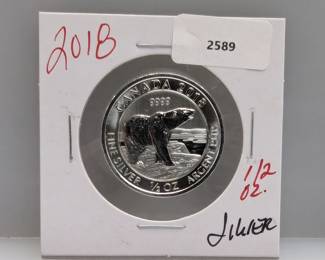 2018
2589
CANADA 2018
9999
FINE SILVER 1/2 OZ ARGENT PUR
1/2
OZ.
Silver